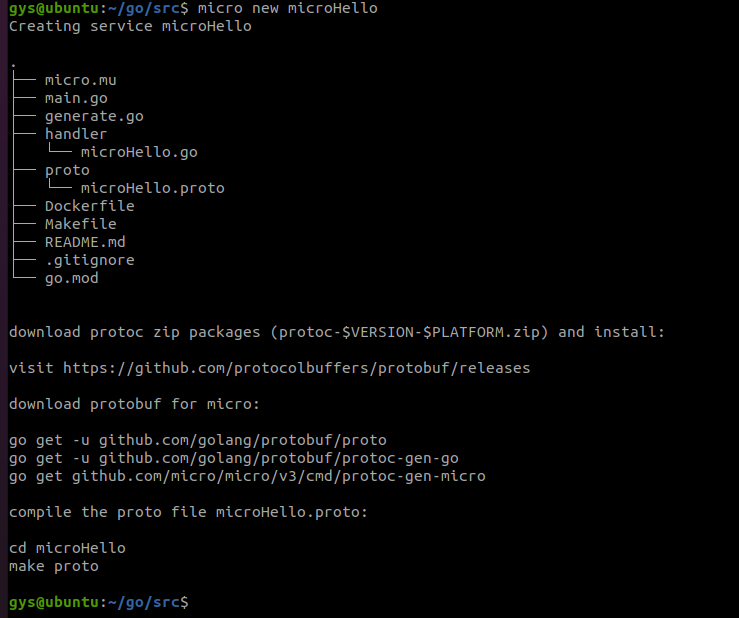 gys@ubuntu:~/go/src$ micro new microHello
Creating service microHello
.
├── micro.mu
├── main.go
├── generate.go
├── handler
│   └── microHello.go
├── proto
│   └── microHello.proto
├── Dockerfile
├── Makefile
├── README.md
├── .gitignore
└── go.mod
download protoc zip packages (protoc-$VERSION-$PLATFORM.zip) and install:
visit https://github.com/protocolbuffers/protobuf/releases
download protobuf for micro:
go get -u github.com/golang/protobuf/proto
go get -u github.com/golang/protobuf/protoc-gen-go
go get github.com/micro/micro/v3/cmd/protoc-gen-micro
compile the proto file microHello.proto:
cd microHello
make proto
gys@ubuntu:~/go/src$